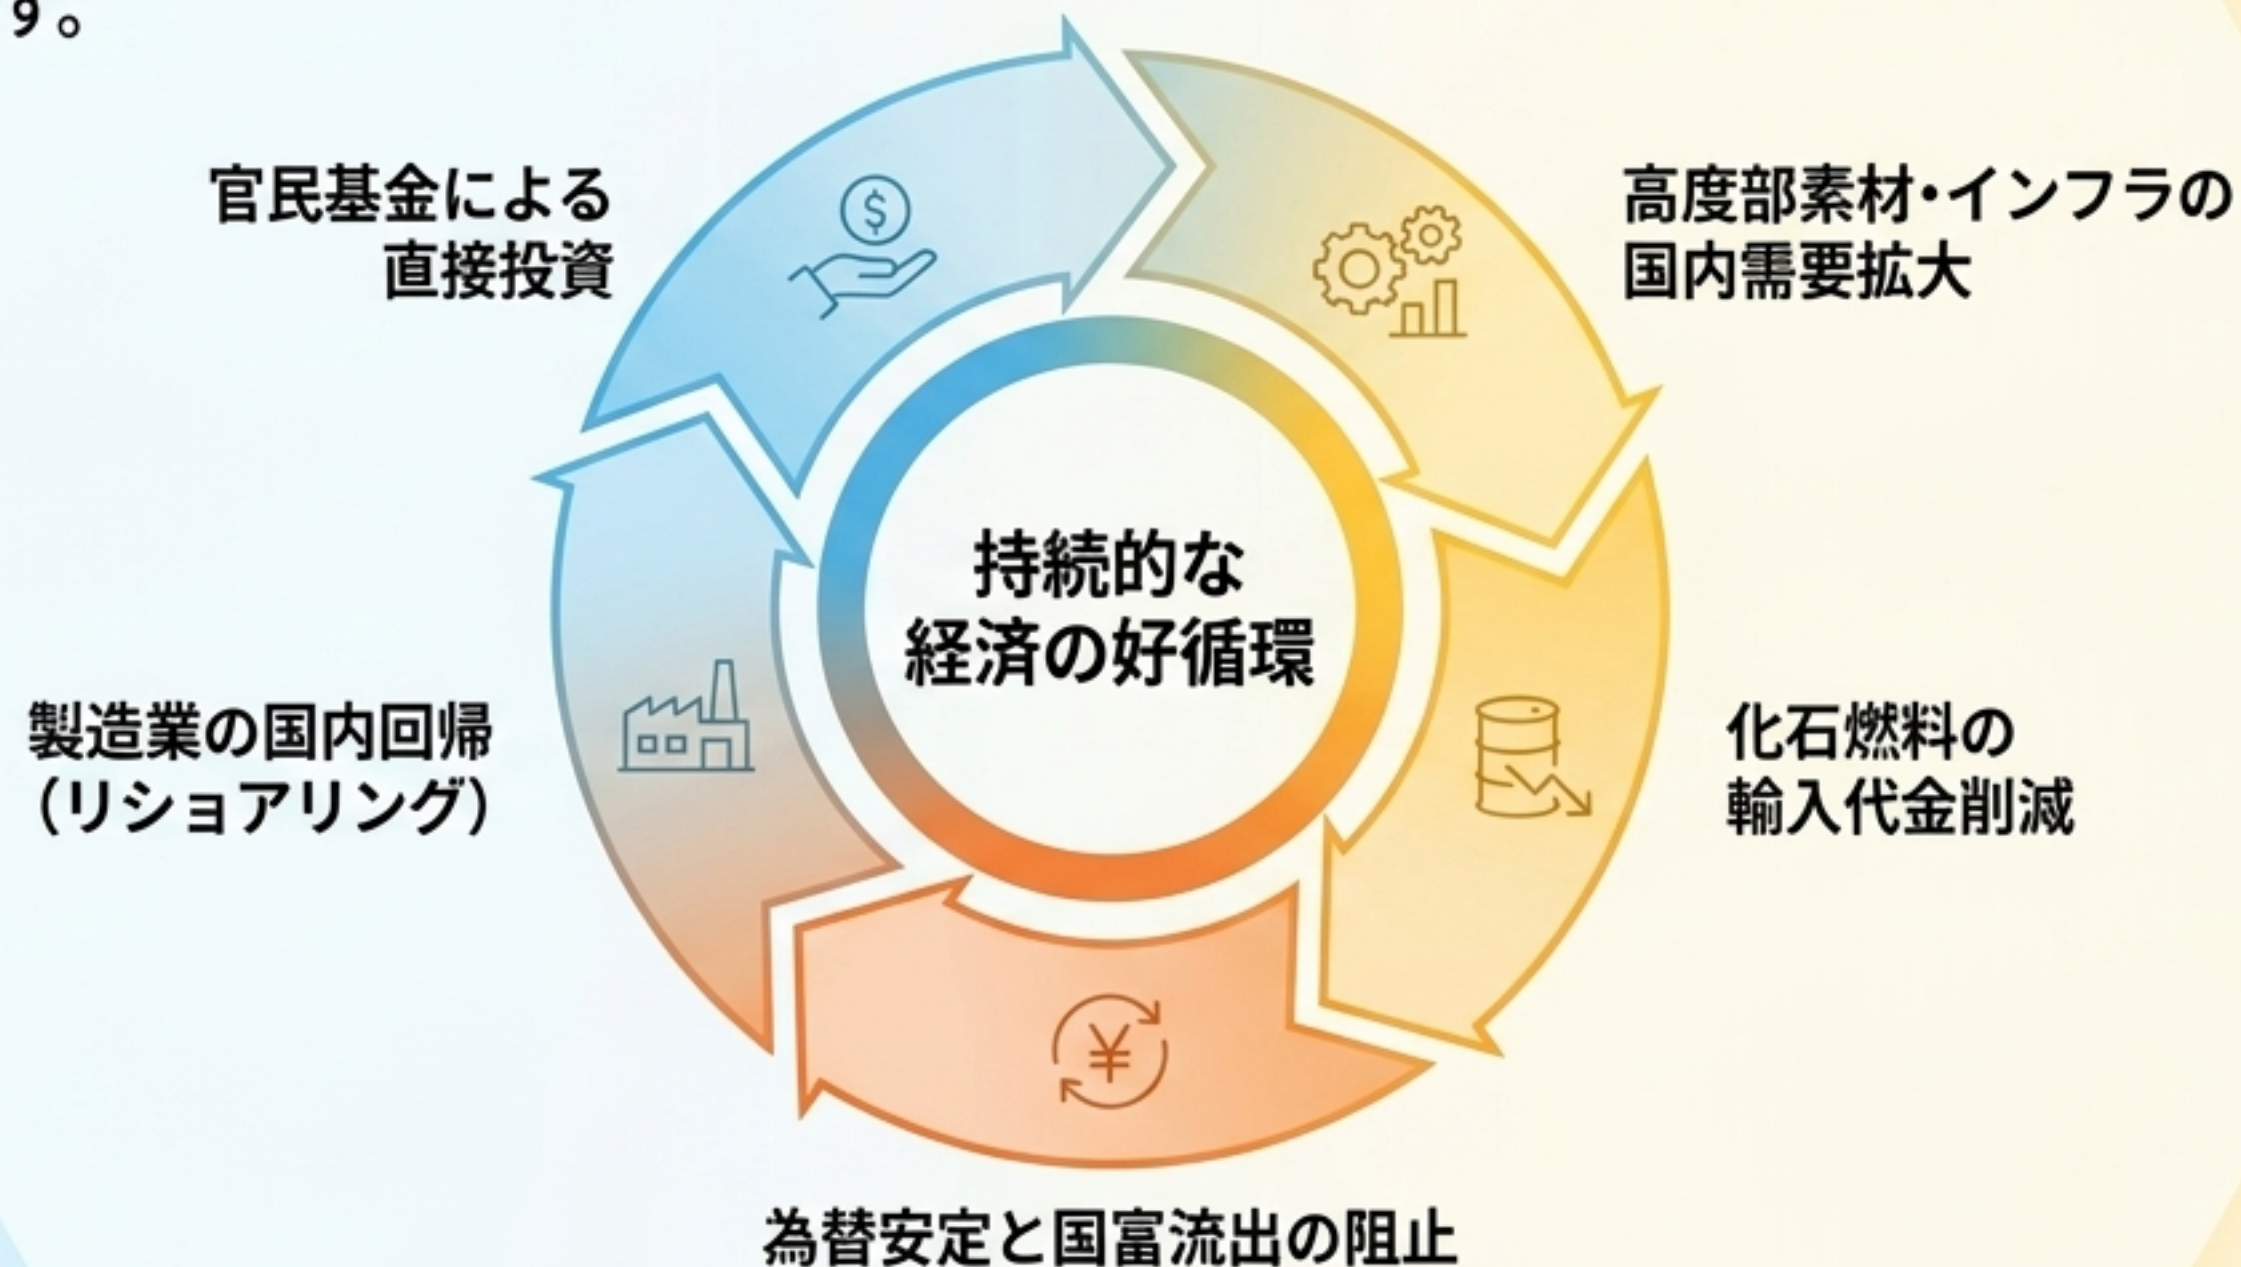 す。
官民基金による
直接投資
高度部素材・インフラの
国内需要拡大
持続的な
経済の好循環
製造業の国内回帰
（リショアリング）
化石燃料の
輸入代金削減
為替安定と国富流出の阻止
$
¥